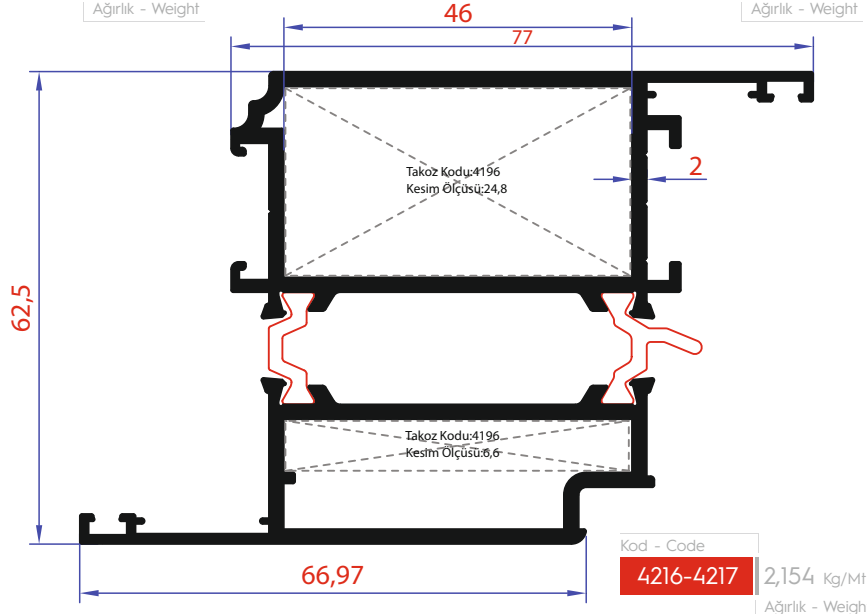 Ağırlık - Weight
Ağırlık - Weight
46
77
Takoz Kodu:4196
Kesim Ölçüsü:24,8
2
62,5
Takoz Kodu:4196
Kesim Ölçüsü:6,6
66,97
Kod - Code
4216-4217
2,154 Kg/Mt
Ağırlık - Weigh